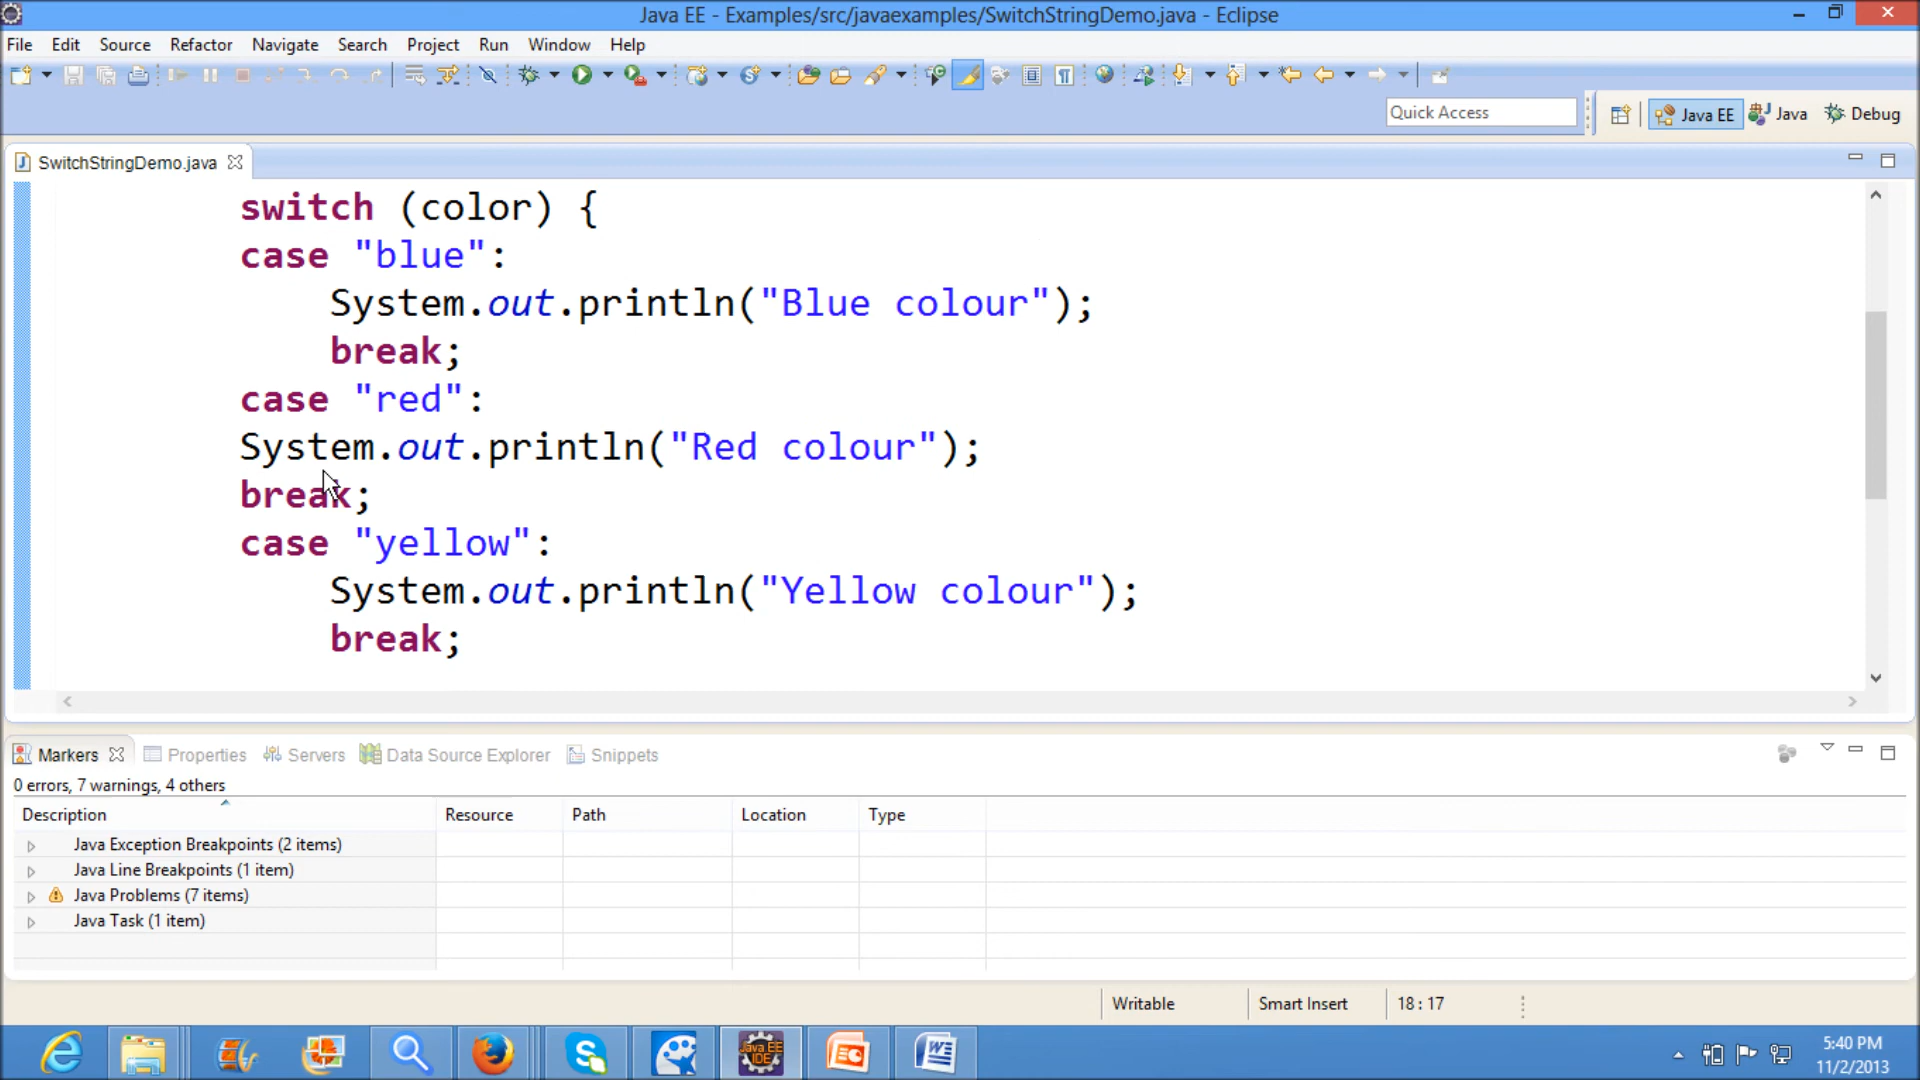 Java EE - Examples/src/javaexamples/SwitchStringDemo.java - Eclipse
File Edit Source Refactor Navigate Search Project Run Window Help
Quick Access
Java EE
Java
Debug
SwitchStringDemo.java
switch (color) {
case "blue":
System.out.println("Blue colour");
break;
case "red":
System.out.println("Red colour");
break;
case "yellow":
System.out.println("Yellow colour");
break;
Markers Properties Servers Data Source Explorer Snippets
0 errors, 7 warnings, 4 others
Description Resource Path Location Type
Java Exception Breakpoints (2 items)
Java Line Breakpoints (1 item)
Java Problems (7 items)
Java Task (1 item)
Writable Smart Insert 18 : 17
Java EE
IDE
5:40 PM
11/2/2013